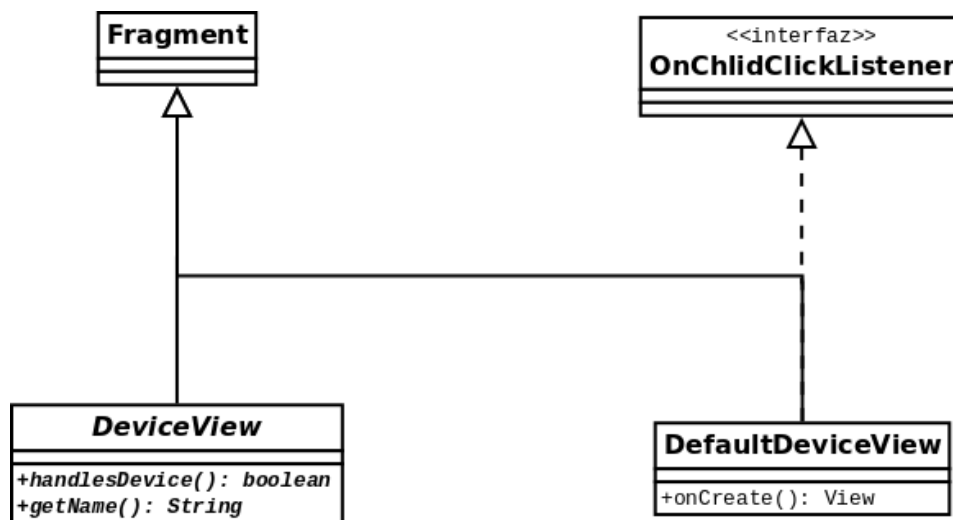 Fragment
<<interfaz>>
OnChlidClickListener
DeviceView
+handlesDevice(): boolean
+getName(): String
DefaultDeviceView
+onCreate(): View